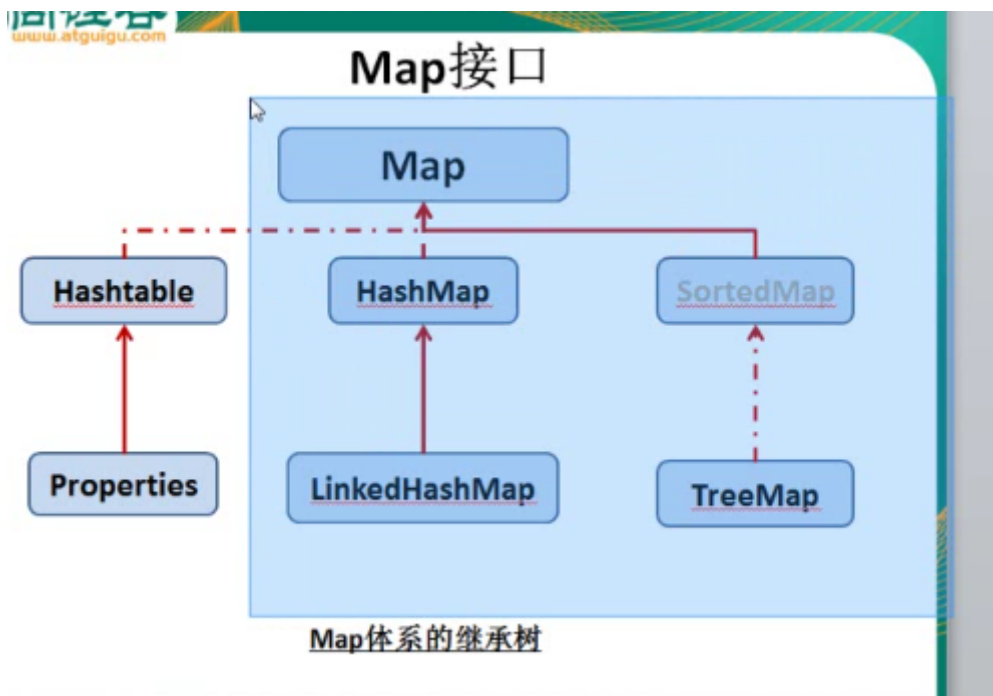 www.atguigu.com
Map接口
Map
Hashtable
HashMap
SortedMap
Properties
LinkedHashMap
TreeMap
Map体系的继承树